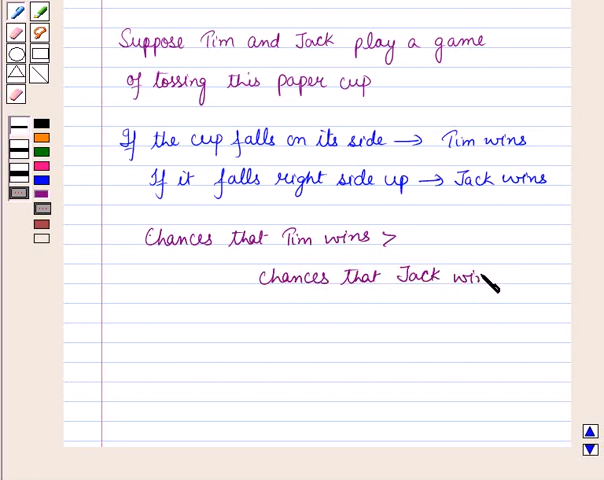 Suppose Tim and Jack play a game
of tossing this paper cup
If the cup falls on its side → Tim wins
If it falls right side up → Jack wins
Chances that Tim wins >
chances that Jack win